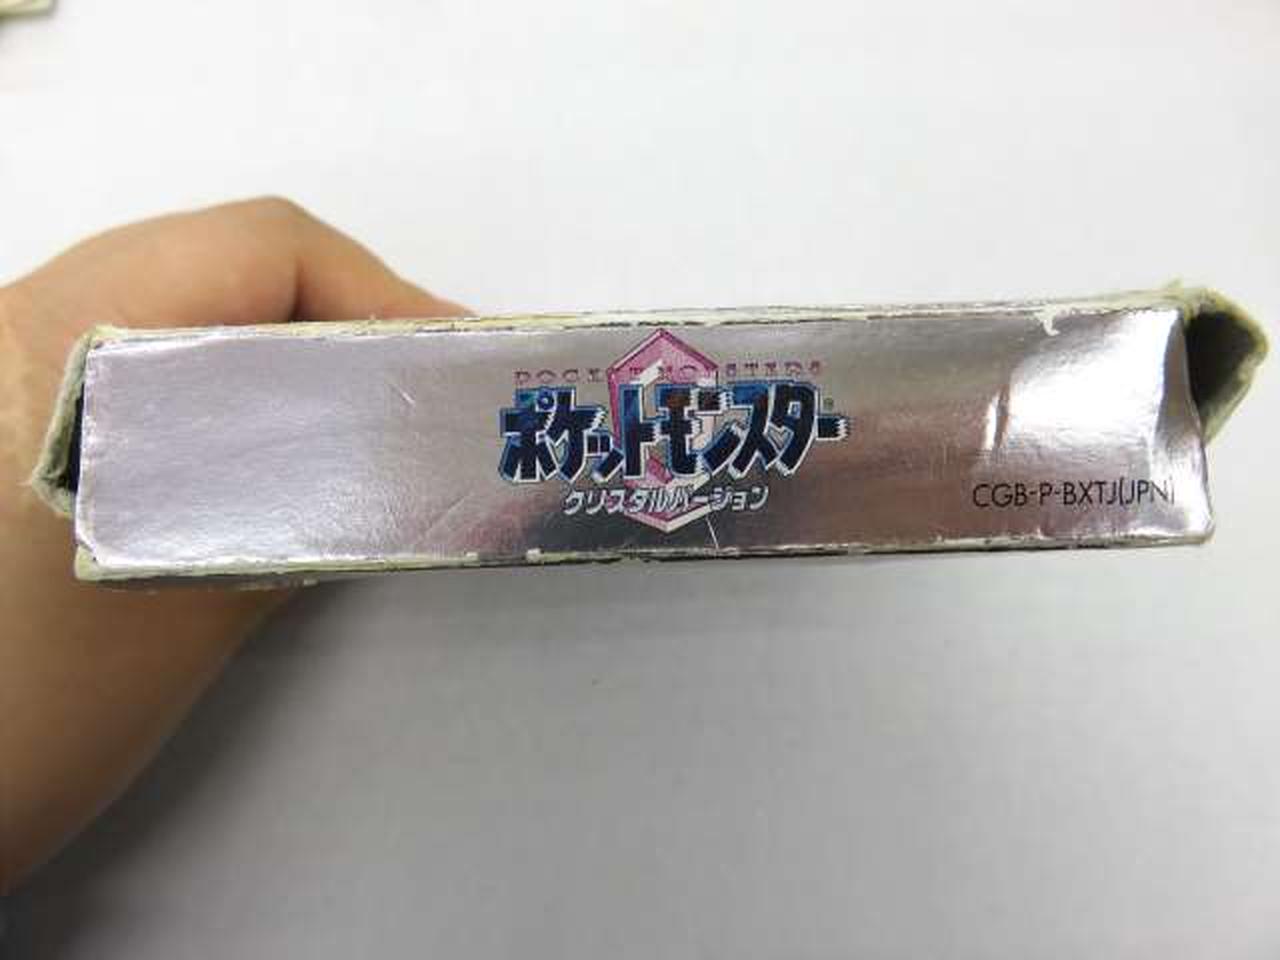 POCKET MONSTERS
ポケットモンスター
クリスタルバージョン
CGB-P-BXTJ(JPN)